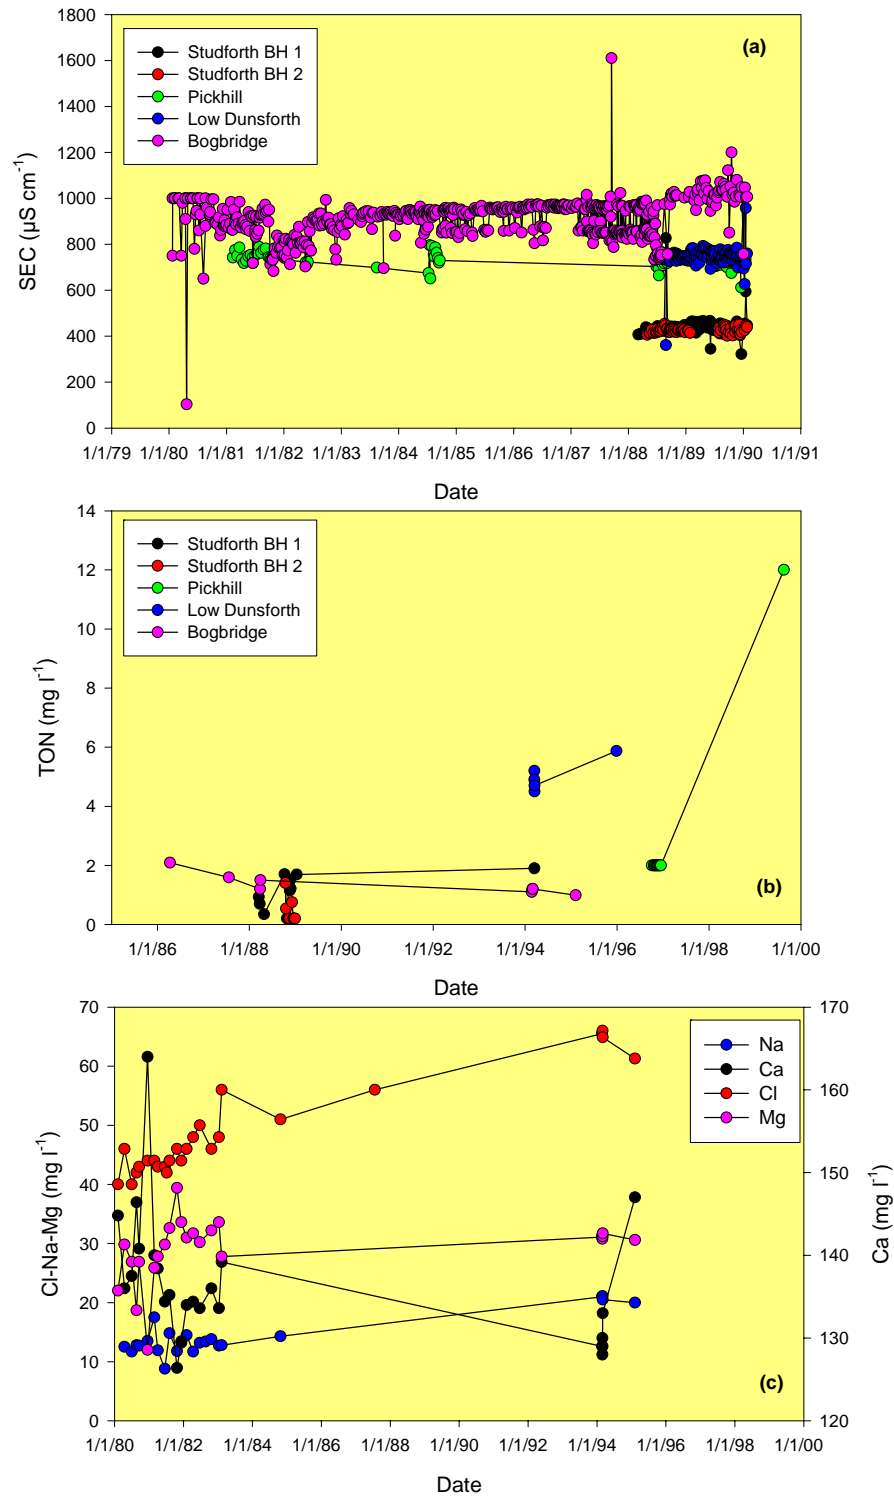 (a)
Studforth BH 1
Studforth BH 2
Pickhill
Low Dunsforth
Bogbridge
SEC (µS cm⁻¹)
1800
1600
1400
1200
1000
800
600
400
200
0
1/1/79 1/1/80 1/1/81 1/1/82 1/1/83 1/1/84 1/1/85 1/1/86 1/1/87 1/1/88 1/1/89 1/1/90 1/1/91
Date
Studforth BH 1
Studforth BH 2
Pickhill
Low Dunsforth
Bogbridge
TON (mg l⁻¹)
14
12
10
8
6
4
2
0
(b)
1/1/86 1/1/88 1/1/90 1/1/92 1/1/94 1/1/96 1/1/98 1/1/00
Date
Na
Ca
Cl
Mg
Cl-Na-Mg (mg l⁻¹)
70
60
50
40
30
20
10
0
Ca (mg l⁻¹)
170
160
150
140
130
120
(c)
1/1/80 1/1/82 1/1/84 1/1/86 1/1/88 1/1/90 1/1/92 1/1/94 1/1/96 1/1/98 1/1/00
Date